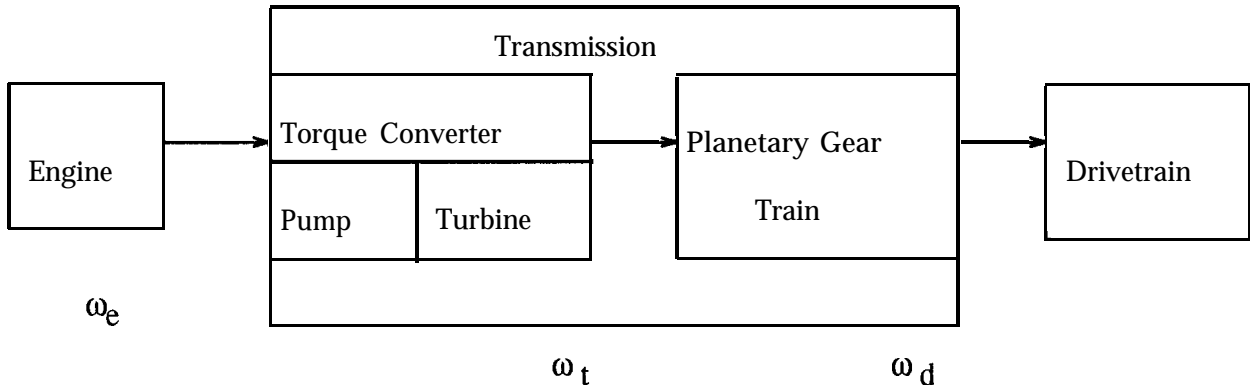 Transmission
Engine
Torque Converter
Pump
Turbine
Planetary Gear
Train
Drivetrain
ωe
ωt
ωd